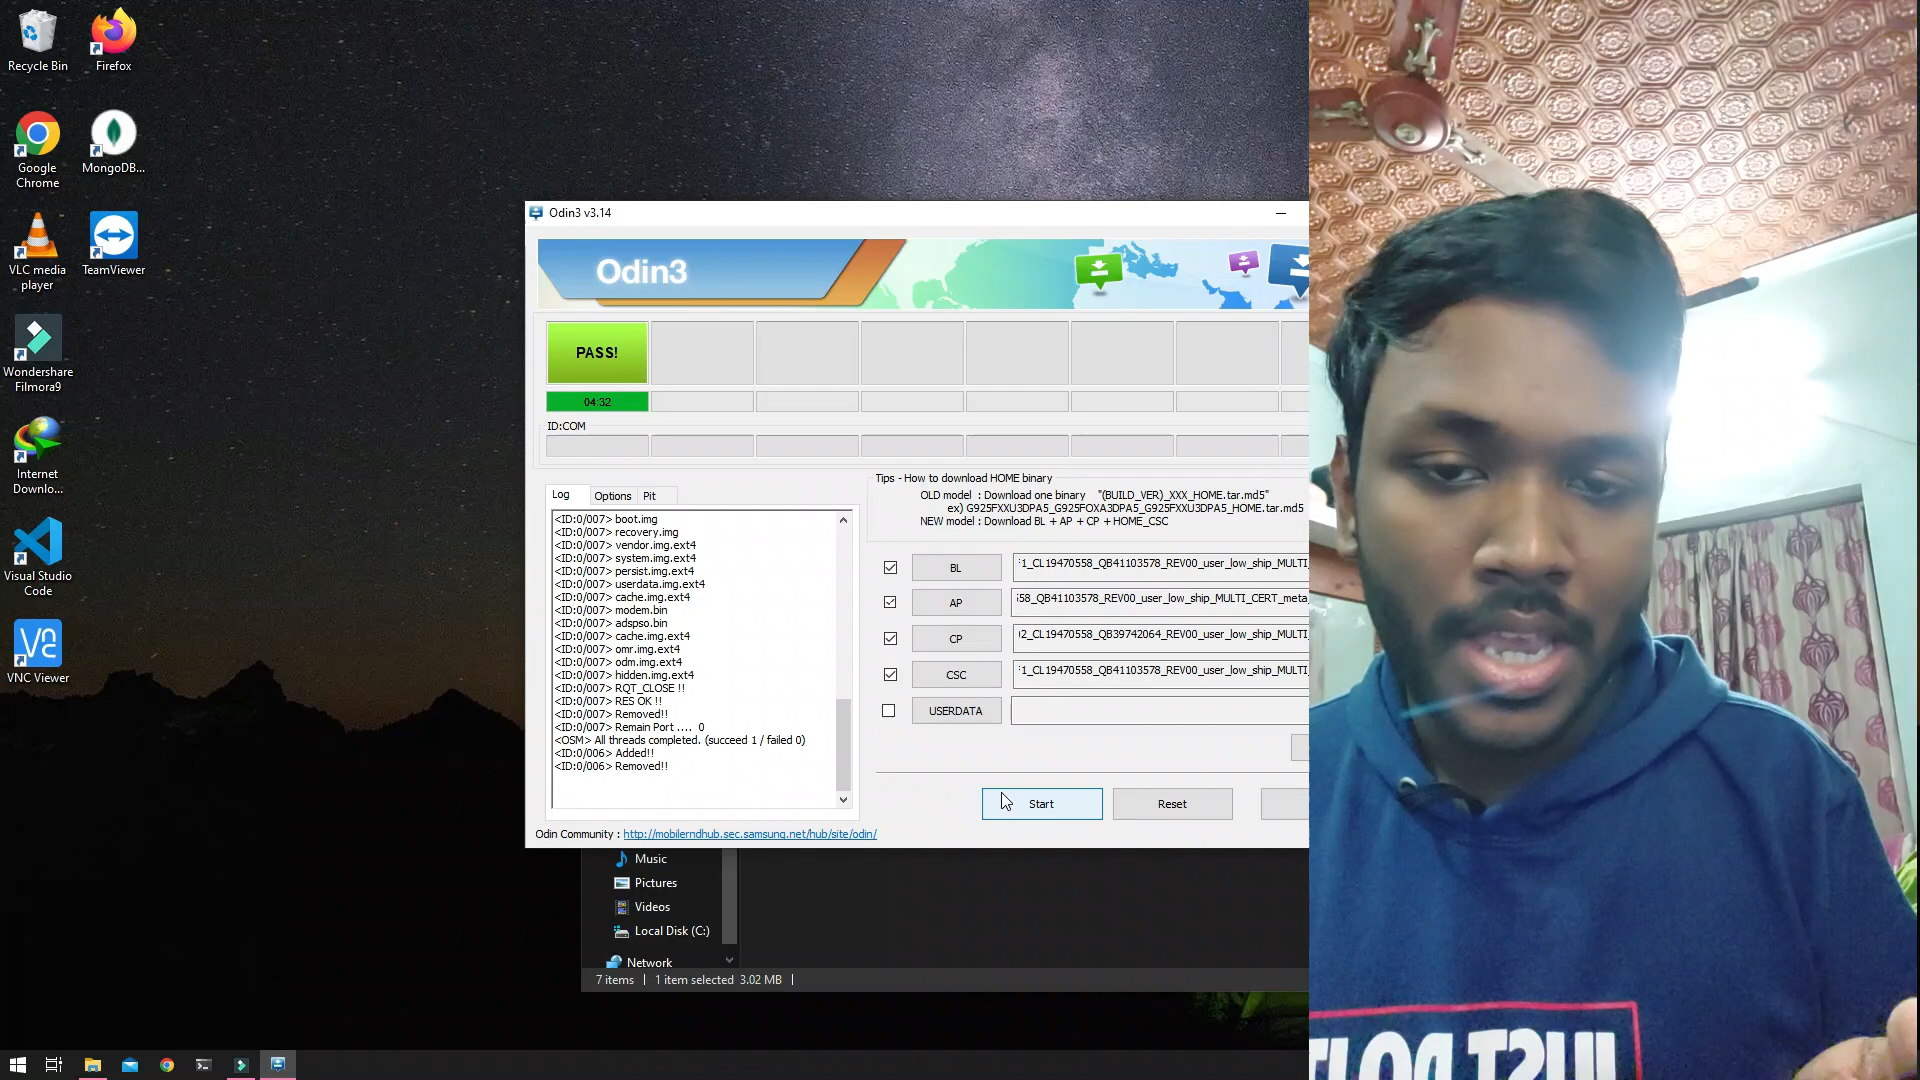 Recycle Bin
Firefox
Google
Chrome
MongoDB...
VLC media
player
TeamViewer
Wondershare
Filmora9
Internet
Downlo...
Visual Studio
Code
VNC Viewer
Odin3 v3.14
Odin3
PASS!
04:32
ID:COM
Log
Options
Pit
<ID:0/007> boot.img
<ID:0/007> recovery.img
<ID:0/007> vendor.img.ext4
<ID:0/007> system.img.ext4
<ID:0/007> persist.img.ext4
<ID:0/007> userdata.img.ext4
<ID:0/007> cache.img.ext4
<ID:0/007> modem.bin
<ID:0/007> adspso.bin
<ID:0/007> cache.img.ext4
<ID:0/007> omr.img.ext4
<ID:0/007> odm.img.ext4
<ID:0/007> hidden.img.ext4
<ID:0/007> RQT_CLOSE !!
<ID:0/007> RES OK !!
<ID:0/007> Removed!!
<ID:0/007> Remain Port .... 0
<OSM> All threads completed. (succeed 1 / failed 0)
<ID:0/006> Added!!
<ID:0/006> Removed!!
Tips - How to download HOME binary
OLD model : Download one binary "(BUILD_VER)_XXX_HOME.tar.md5"
ex) G925FXXU3DPA5_G925FOXA3DPA5_G925FXXU3DPA5_HOME.tar.md5
NEW model : Download BL + AP + CP + HOME_CSC
BL
1_CL19470558_QB41103578_REV00_user_low_ship_MULTI_
AP
58_QB41103578_REV00_user_low_ship_MULTI_CERT_meta_
CP
2_CL19470558_QB39742064_REV00_user_low_ship_MULTI_
CSC
1_CL19470558_QB41103578_REV00_user_low_ship_MULTI_
USERDATA
Start
Reset
Odin Community : http://mobilerndhub.sec.samsung.net/hub/site/odin/
Music
Pictures
Videos
Local Disk (C:)
Network
7 items
1 item selected 3.02 MB
JUST DO IT